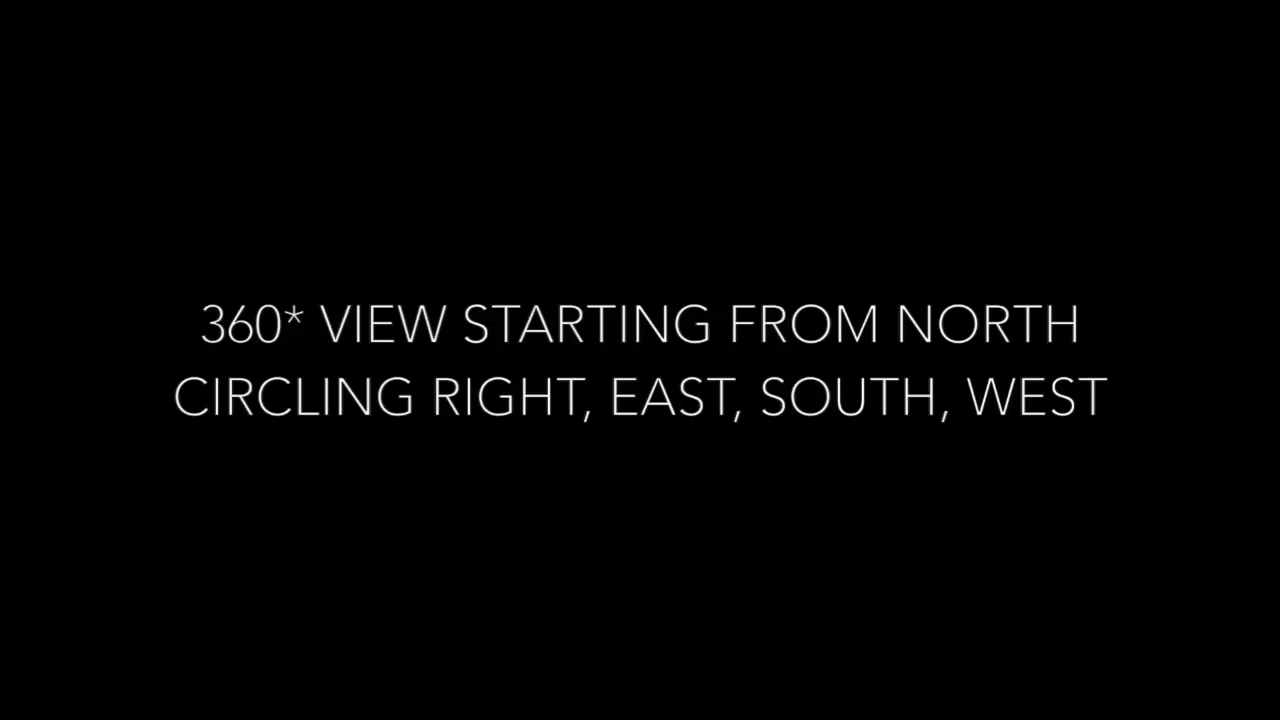 360* VIEW STARTING FROM NORTH
CIRCLING RIGHT, EAST, SOUTH, WEST